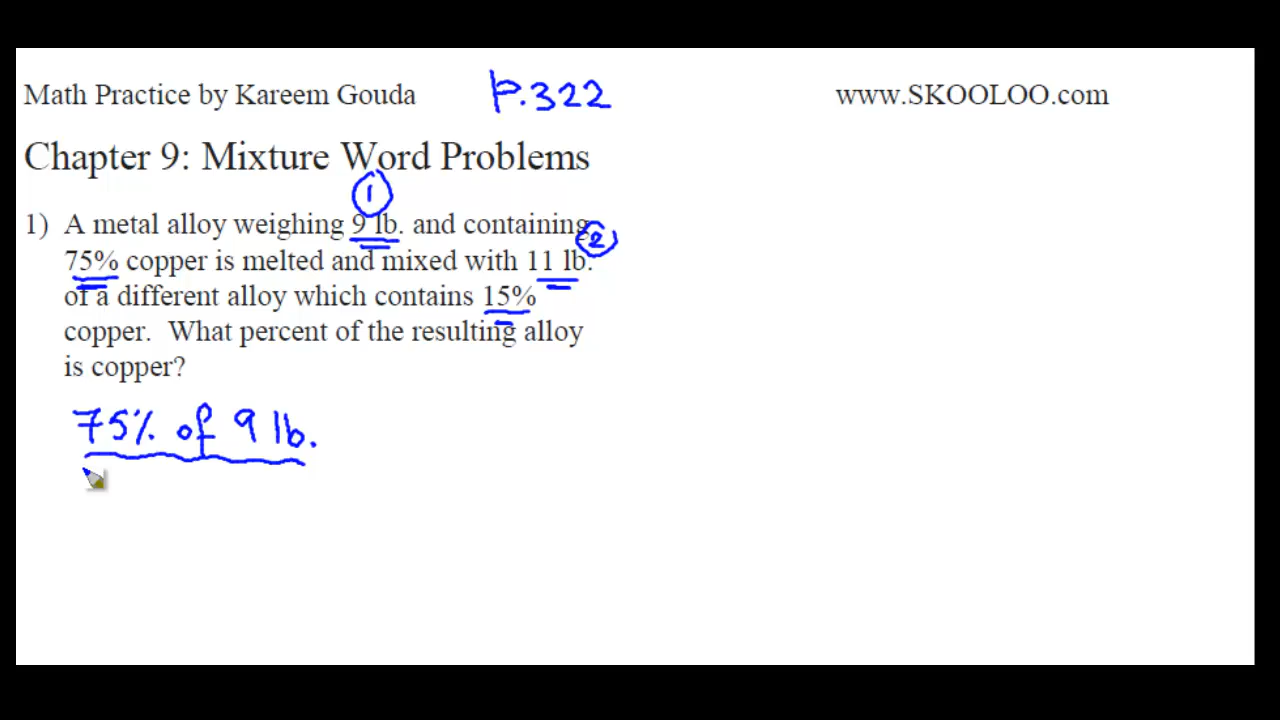 Math Practice by Kareem Gouda p.322 www.SKOOLOO.com
Chapter 9: Mixture Word Problems
1
1) A metal alloy weighing 9 lb. and containing
2
75% copper is melted and mixed with 11 lb.
of a different alloy which contains 15%
copper. What percent of the resulting alloy
is copper?
75% of 9 lb.